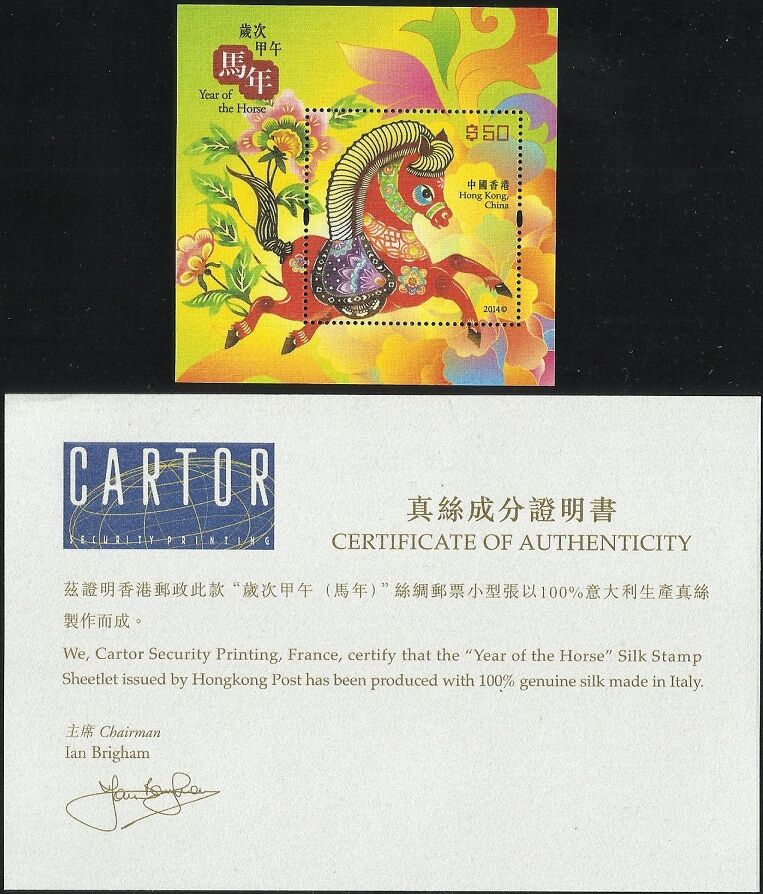 歲次
甲午
馬年
Year of
the Horse
$50
中國香港
Hong Kong,
China
2014©
CARTOR
SECURITY PRINTING
真絲成分證明書
CERTIFICATE OF AUTHENTICITY
茲證明香港郵政此款“歲次甲午（馬年）”絲綢郵票小型張以100%意大利生產真絲
製作而成。
We, Cartor Security Printing, France, certify that the “Year of the Horse” Silk Stamp
Sheetlet issued by Hongkong Post has been produced with 100% genuine silk made in Italy.
主席 Chairman
Ian Brigham
Ian Brigham